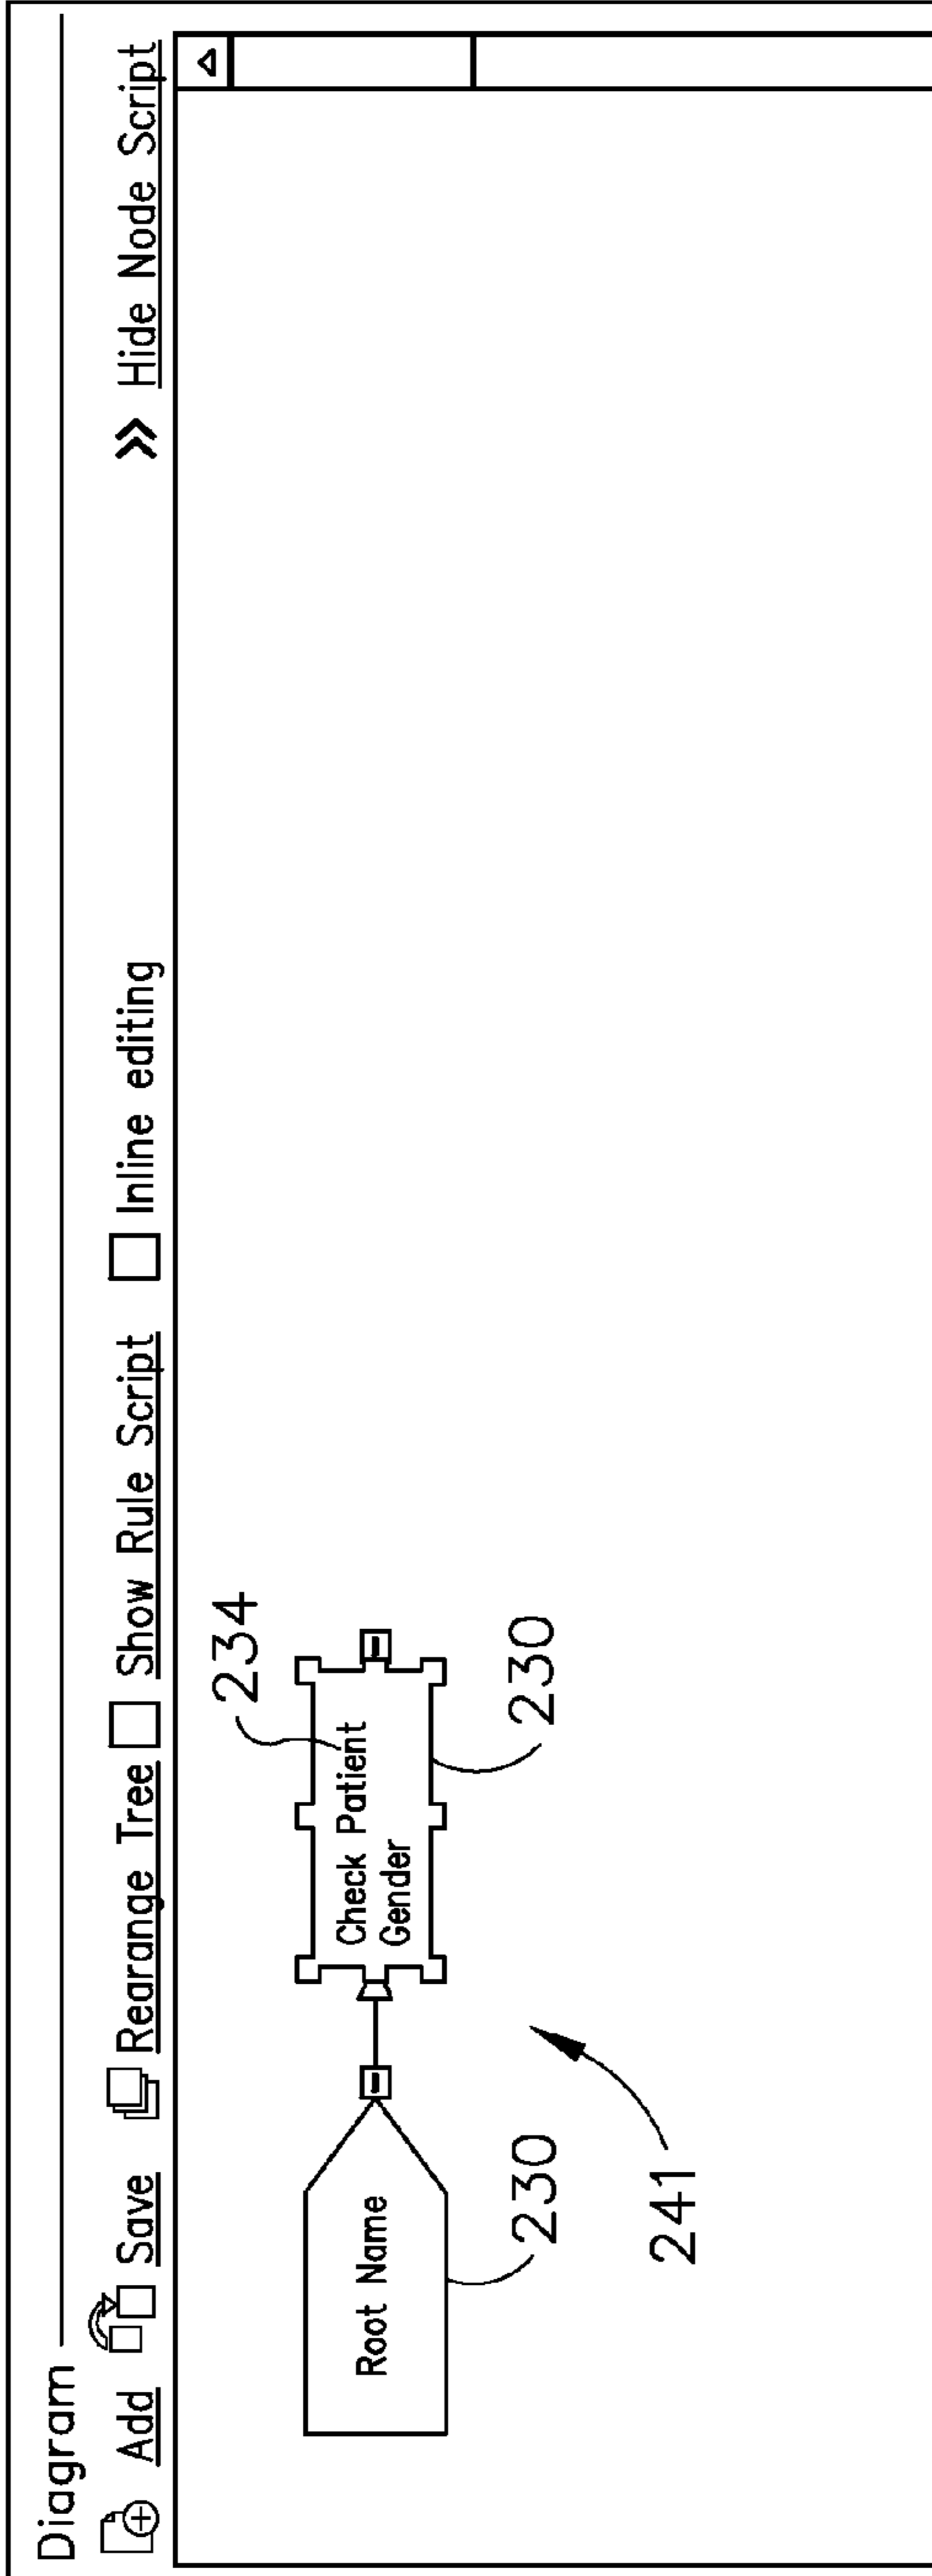 Diagram
Add Save Rearange Tree Show Rule Script Inline editing » Hide Node Script
234
Root Name
Check Patient
Gender
230
230
241